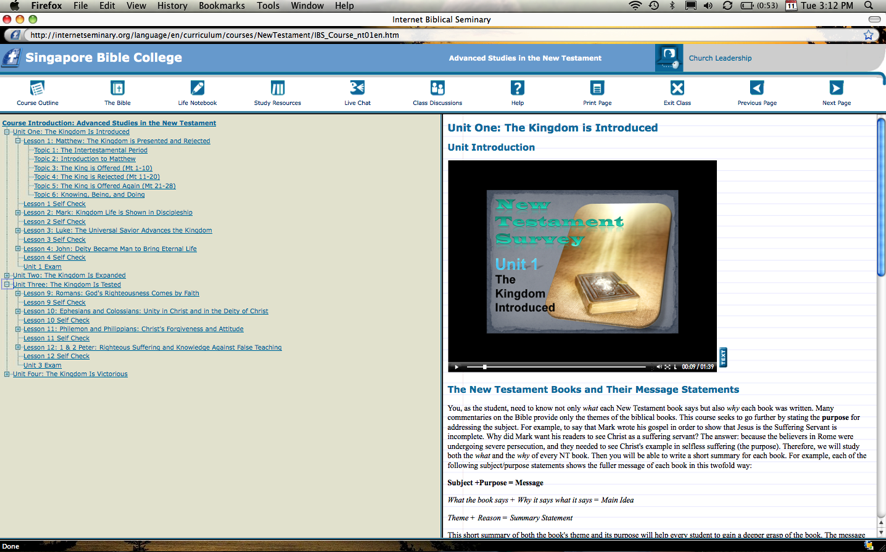 Firefox File Edit View History Bookmarks Tools Window Help (0:53) 11 Tue 3:12 PM
Internet Biblical Seminary
http://internetseminary.org/language/en/curriculum/courses/NewTestament/IBS_Course_nt01en.htm
Singapore Bible College Advanced Studies in the New Testament Church Leadership
Course Outline The Bible Life Notebook Study Resources Live Chat Class Discussions Help Print Page Exit Class Previous Page Next Page
Course Introduction: Advanced Studies in the New Testament
Unit One: The Kingdom Is Introduced
Lesson 1: Matthew: The Kingdom is Presented and Rejected
Topic 1: The Intertestamental Period
Topic 2: Introduction to Matthew
Topic 3: The King is Offered (Mt 1-10)
Topic 4: The King is Rejected (Mt 11-20)
Topic 5: The King is Offered Again (Mt 21-28)
Topic 6: Knowing, Being, and Doing
Lesson 1 Self Check
Lesson 2: Mark: Kingdom Life is Shown in Discipleship
Lesson 2 Self Check
Lesson 3: Luke: The Universal Savior Advances the Kingdom
Lesson 3 Self Check
Lesson 4: John: Deity Became Man to Bring Eternal Life
Lesson 4 Self Check
Unit 1 Exam
Unit Two: The Kingdom Is Expanded
Unit Three: The Kingdom Is Tested
Lesson 9: Romans: God's Righteousness Comes by Faith
Lesson 9 Self Check
Lesson 10: Ephesians and Colossians: Unity in Christ and in the Deity of Christ
Lesson 10 Self Check
Lesson 11: Philemon and Philippians: Christ's Forgiveness and Attitude
Lesson 11 Self Check
Lesson 12: 1 & 2 Peter: Righteous Suffering and Knowledge Against False Teaching
Lesson 12 Self Check
Unit 3 Exam
Unit Four: The Kingdom Is Victorious
Unit One: The Kingdom is Introduced
Unit Introduction
New
Testament
Survey
Unit 1
The
Kingdom
Introduced
00:09 / 01:39
TEXT
The New Testament Books and Their Message Statements
You, as the student, need to know not only what each New Testament book says but also why each book was written. Many
commentaries on the Bible provide only the themes of the biblical books. This course seeks to go further by stating the purpose for
addressing the subject. For example, to say that Mark wrote his gospel in order to show that Jesus is the Suffering Servant is
incomplete. Why did Mark want his readers to see Christ as a suffering servant? The answer: because the believers in Rome were
undergoing severe persecution, and they needed to see Christ's example in selfless suffering (the purpose). Therefore, we will study
both the what and the why of every NT book. Then you will be able to write a short summary for each book. For example, each of the
following subject/purpose statements shows the fuller message of each book in this twofold way:
Subject +Purpose = Message
What the book says + Why it says what it says = Main Idea
Theme + Reason = Summary Statement
This short summary of both the book's theme and its purpose will help every student to gain a deeper grasp of the book. The message
Done